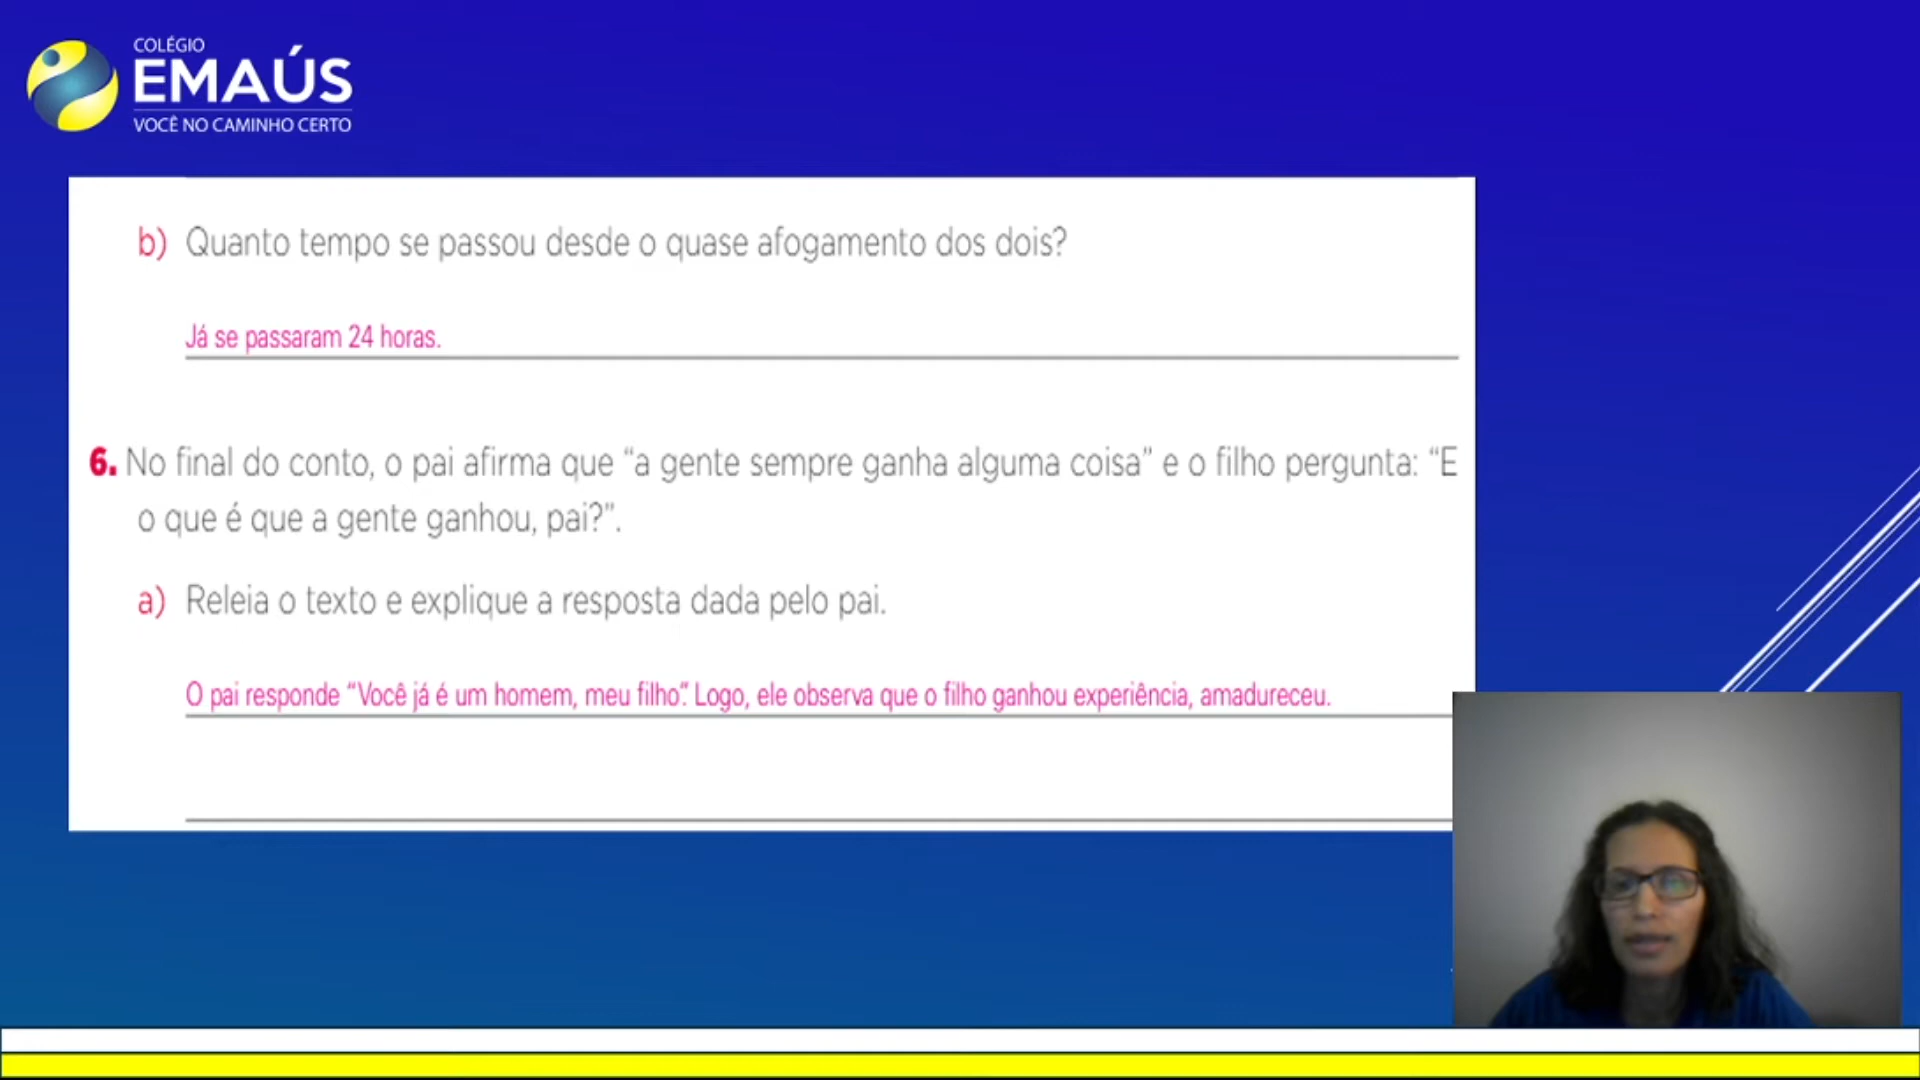 COLÉGIO
EMAÚS
VOCÊ NO CAMINHO CERTO
b) Quanto tempo se passou desde o quase afogamento dos dois?
Já se passaram 24 horas.
6. No final do conto, o pai afirma que “a gente sempre ganha alguma coisa” e o filho pergunta: “E
o que é que a gente ganhou, pai?”.
a) Releia o texto e explique a resposta dada pelo pai.
O pai responde “Você já é um homem, meu filho”. Logo, ele observa que o filho ganhou experiência, amadureceu.